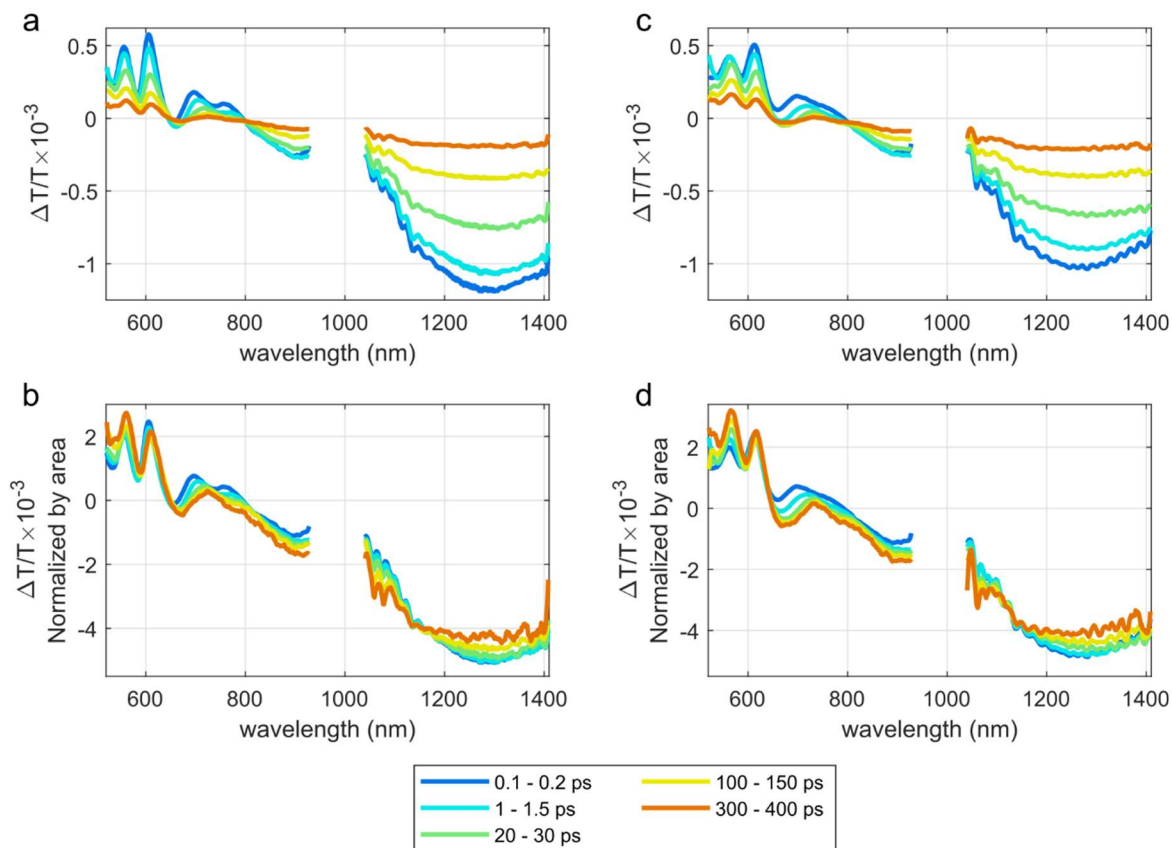 a
c
0.5
0
-0.5
-1
ΔT/T×10-3
600 800 1000 1200 1400
wavelength (nm)
0.5
0
-0.5
-1
ΔT/T×10-3
600 800 1000 1200 1400
wavelength (nm)
b
d
2
0
-2
-4
ΔT/T×10-3
Normalized by area
600 800 1000 1200 1400
wavelength (nm)
2
0
-2
-4
ΔT/T×10-3
Normalized by area
600 800 1000 1200 1400
wavelength (nm)
0.1 - 0.2 ps
1 - 1.5 ps
20 - 30 ps
100 - 150 ps
300 - 400 ps